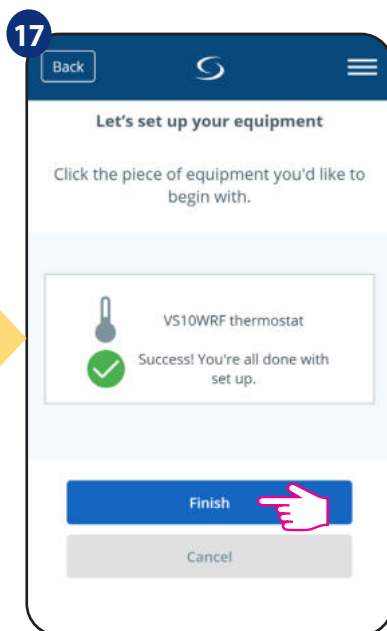 17
Back
Let's set up your equipment
Click the piece of equipment you'd like to
begin with.
VS10WRF thermostat
Success! You're all done with
set up.
Finish
Cancel